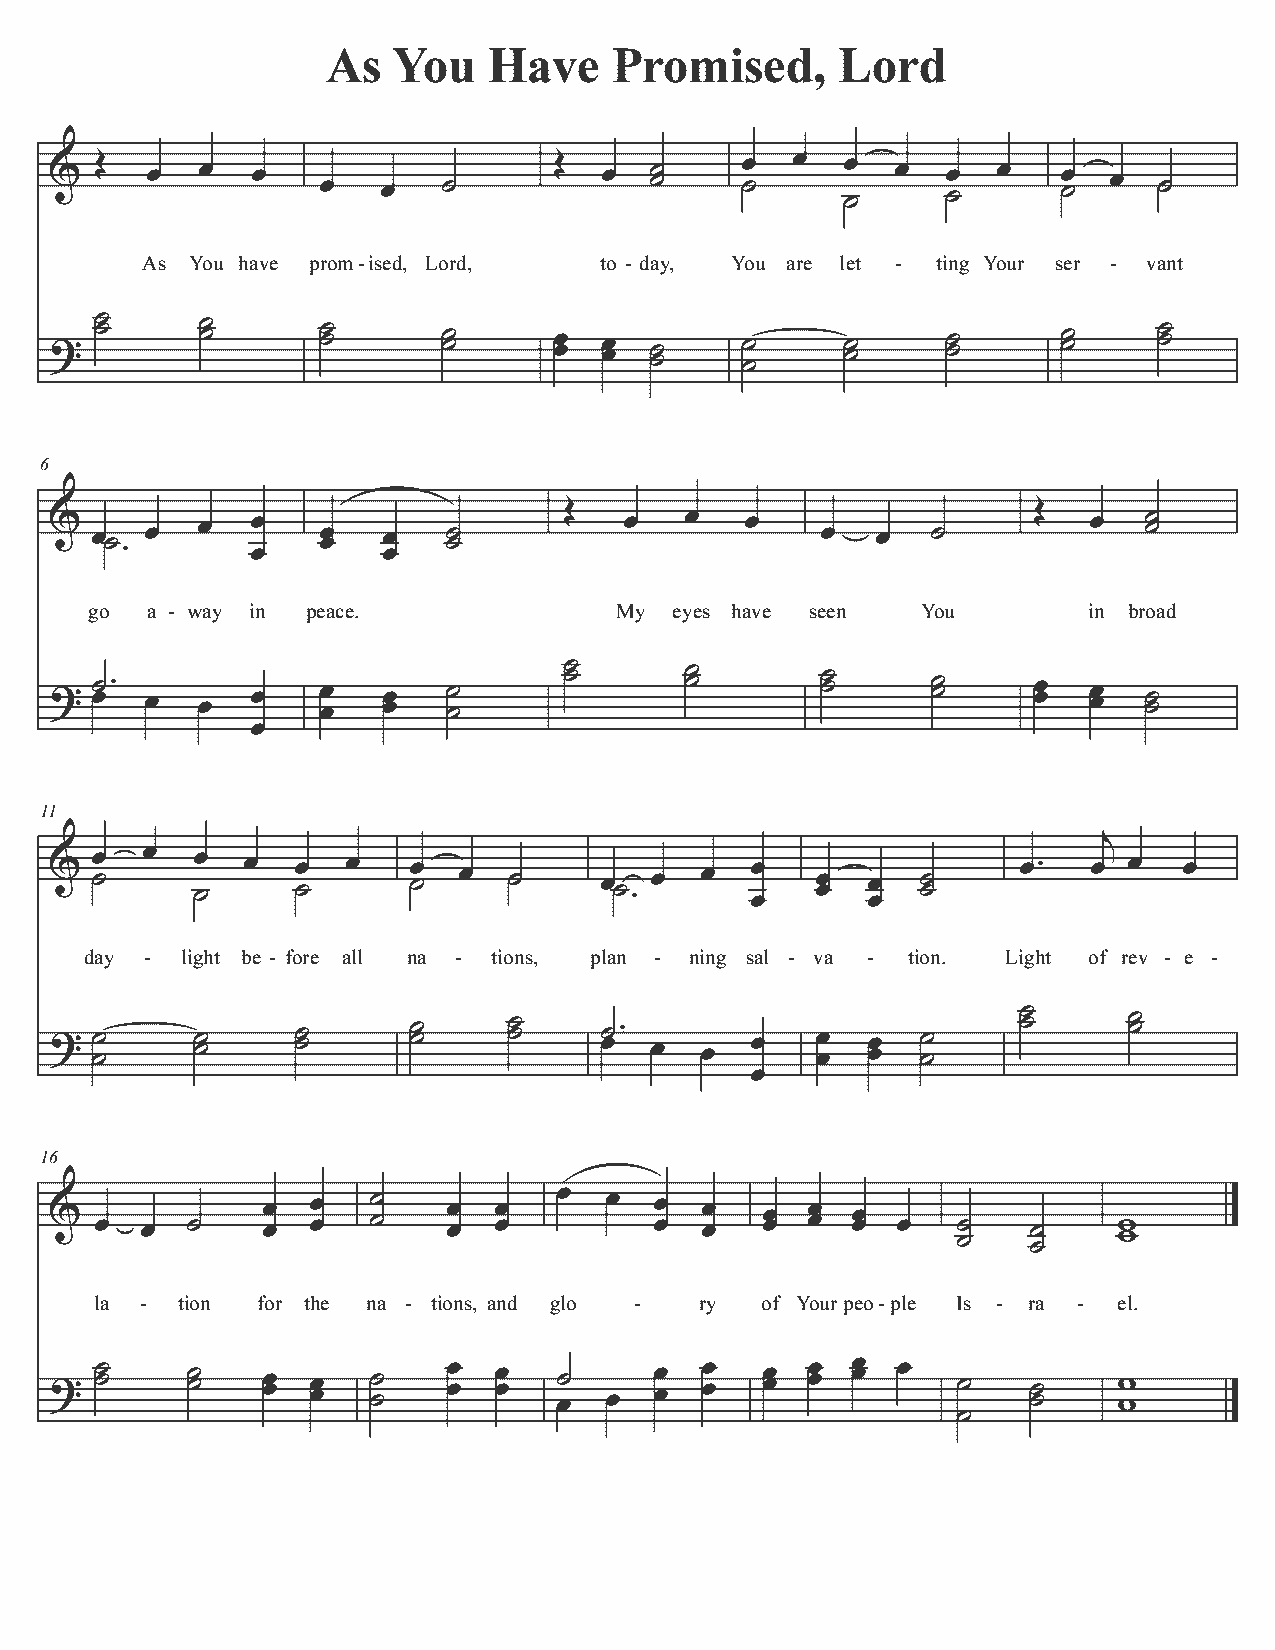 As You Have Promised, Lord
As You have prom - ised, Lord, to - day, You are let - ting Your ser - vant
6
go a - way in peace. My eyes have seen You in broad
11
day - light be - fore all na - tions, plan - ning sal - va - tion. Light of rev - e -
16
la - tion for the na - tions, and glo - ry of Your peo - ple Is - ra - el.